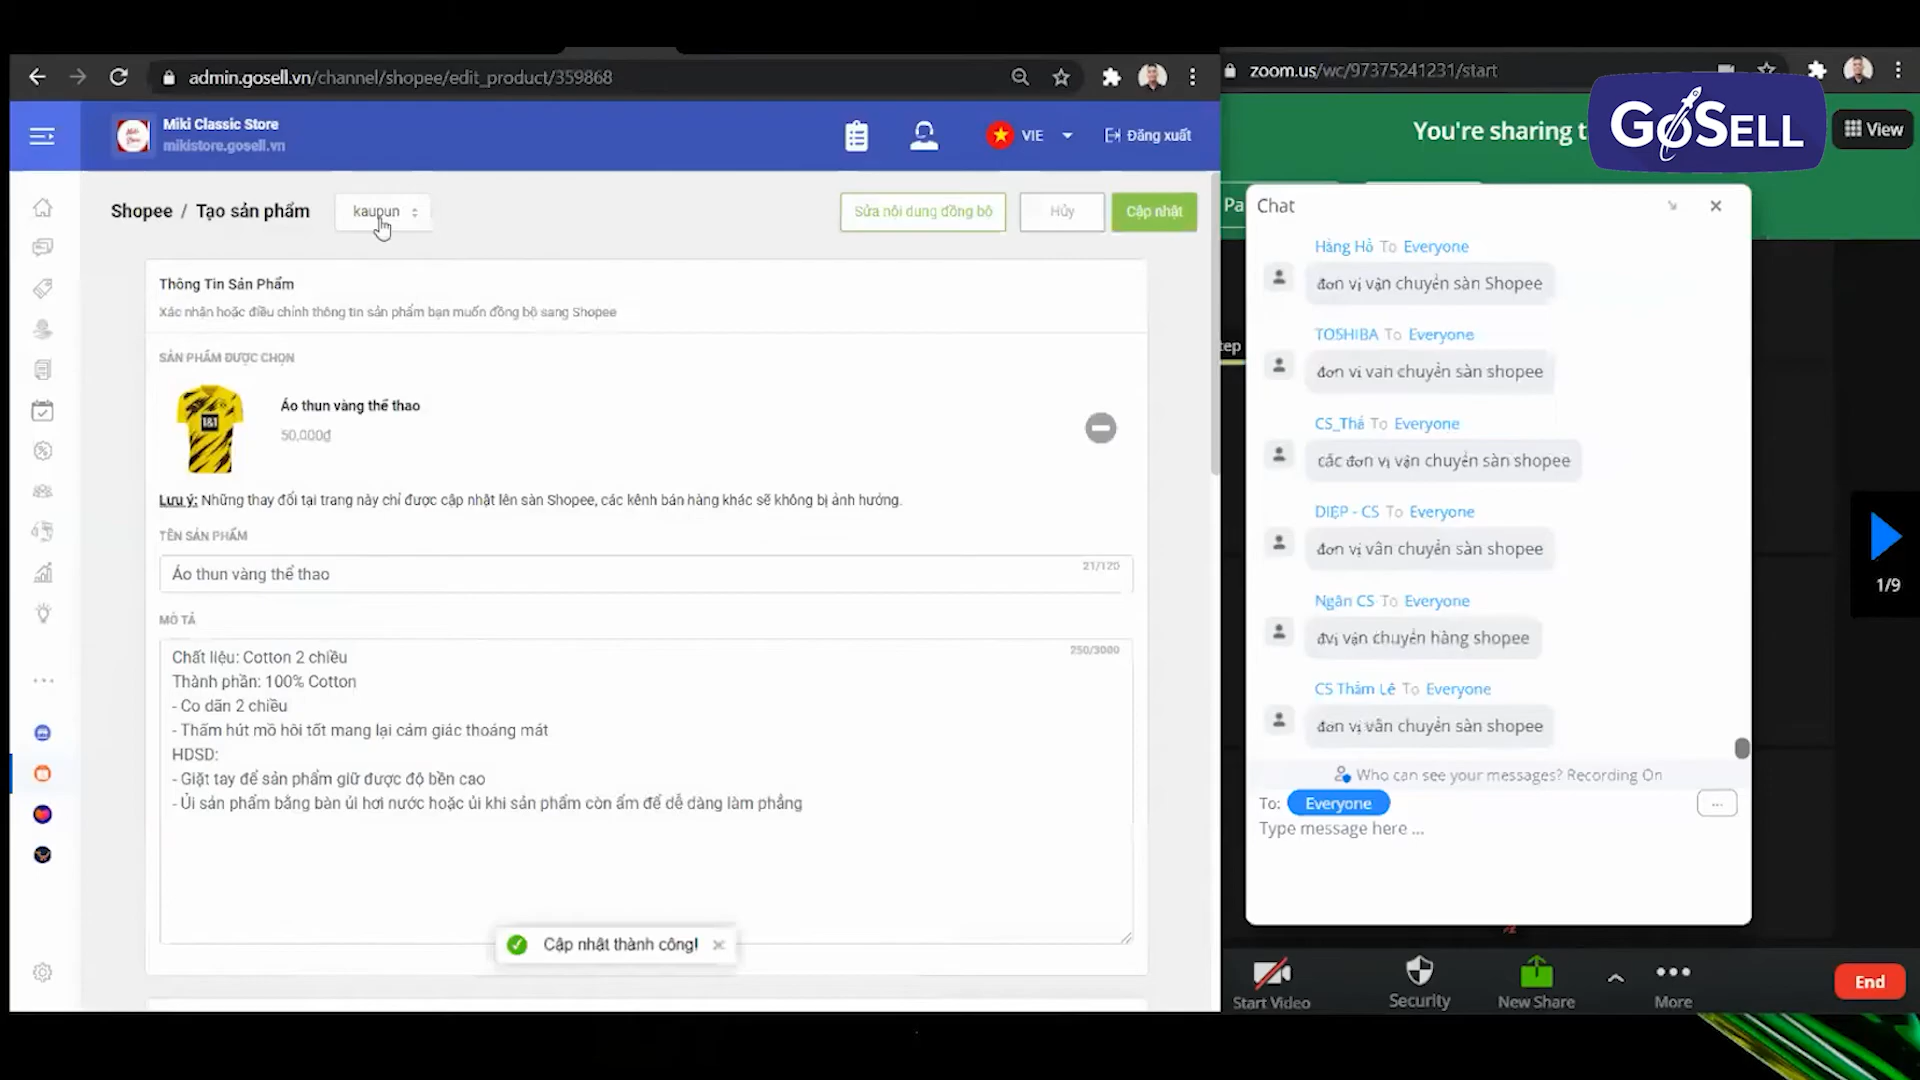 admin.gosell.vn/channel/shopee/edit_product/359868
Miki Classic Store
mikistore.gosell.vn
VIE
Đăng xuất
Shopee / Tạo sản phẩm
kaupun
Sửa nội dung đồng bộ
Hủy
Cập nhật
Thông Tin Sản Phẩm
Xác nhận hoặc điều chỉnh thông tin sản phẩm bạn muốn đồng bộ sang Shopee
SẢN PHẨM ĐƯỢC CHỌN
1&1
Áo thun vàng thể thao
50,000đ
Lưu ý: Những thay đổi tại trang này chỉ được cập nhật lên sàn Shopee, các kênh bán hàng khác sẽ không bị ảnh hưởng.
TÊN SẢN PHẨM
Áo thun vàng thể thao
21/120
MÔ TẢ
250/3000
Chất liệu: Cotton 2 chiều
Thành phần: 100% Cotton
- Co dãn 2 chiều
- Thấm hút mồ hôi tốt mang lại cảm giác thoáng mát
HDSD:
- Giặt tay để sản phẩm giữ được độ bền cao
- Ủi sản phẩm bằng bàn ủi hơi nước hoặc ủi khi sản phẩm còn ẩm để dễ dàng làm phẳng
Cập nhật thành công!
zoom.us/wc/97375241231/start
You're sharing t
GOSELL
View
Pa
Chat
tep
Hằng Hồ To Everyone
đơn vị vận chuyển sàn Shopee
TOSHIBA To Everyone
đơn vi vain chuyển sàn shopee
CS_Thả To Everyone
các đơn vị vận chuyển sàn shopee
DIỆP - CS To Everyone
đơn vị vân chuyển sàn shopee
Ngân CS To Everyone
đvị vận chuyển hàng shopee
CS Thắm Lê To Everyone
đơn vị vân chuyển sàn shopee
Who can see your messages? Recording On
To: Everyone
Type message here ...
1/9
Start Video
Security
New Share
More
End